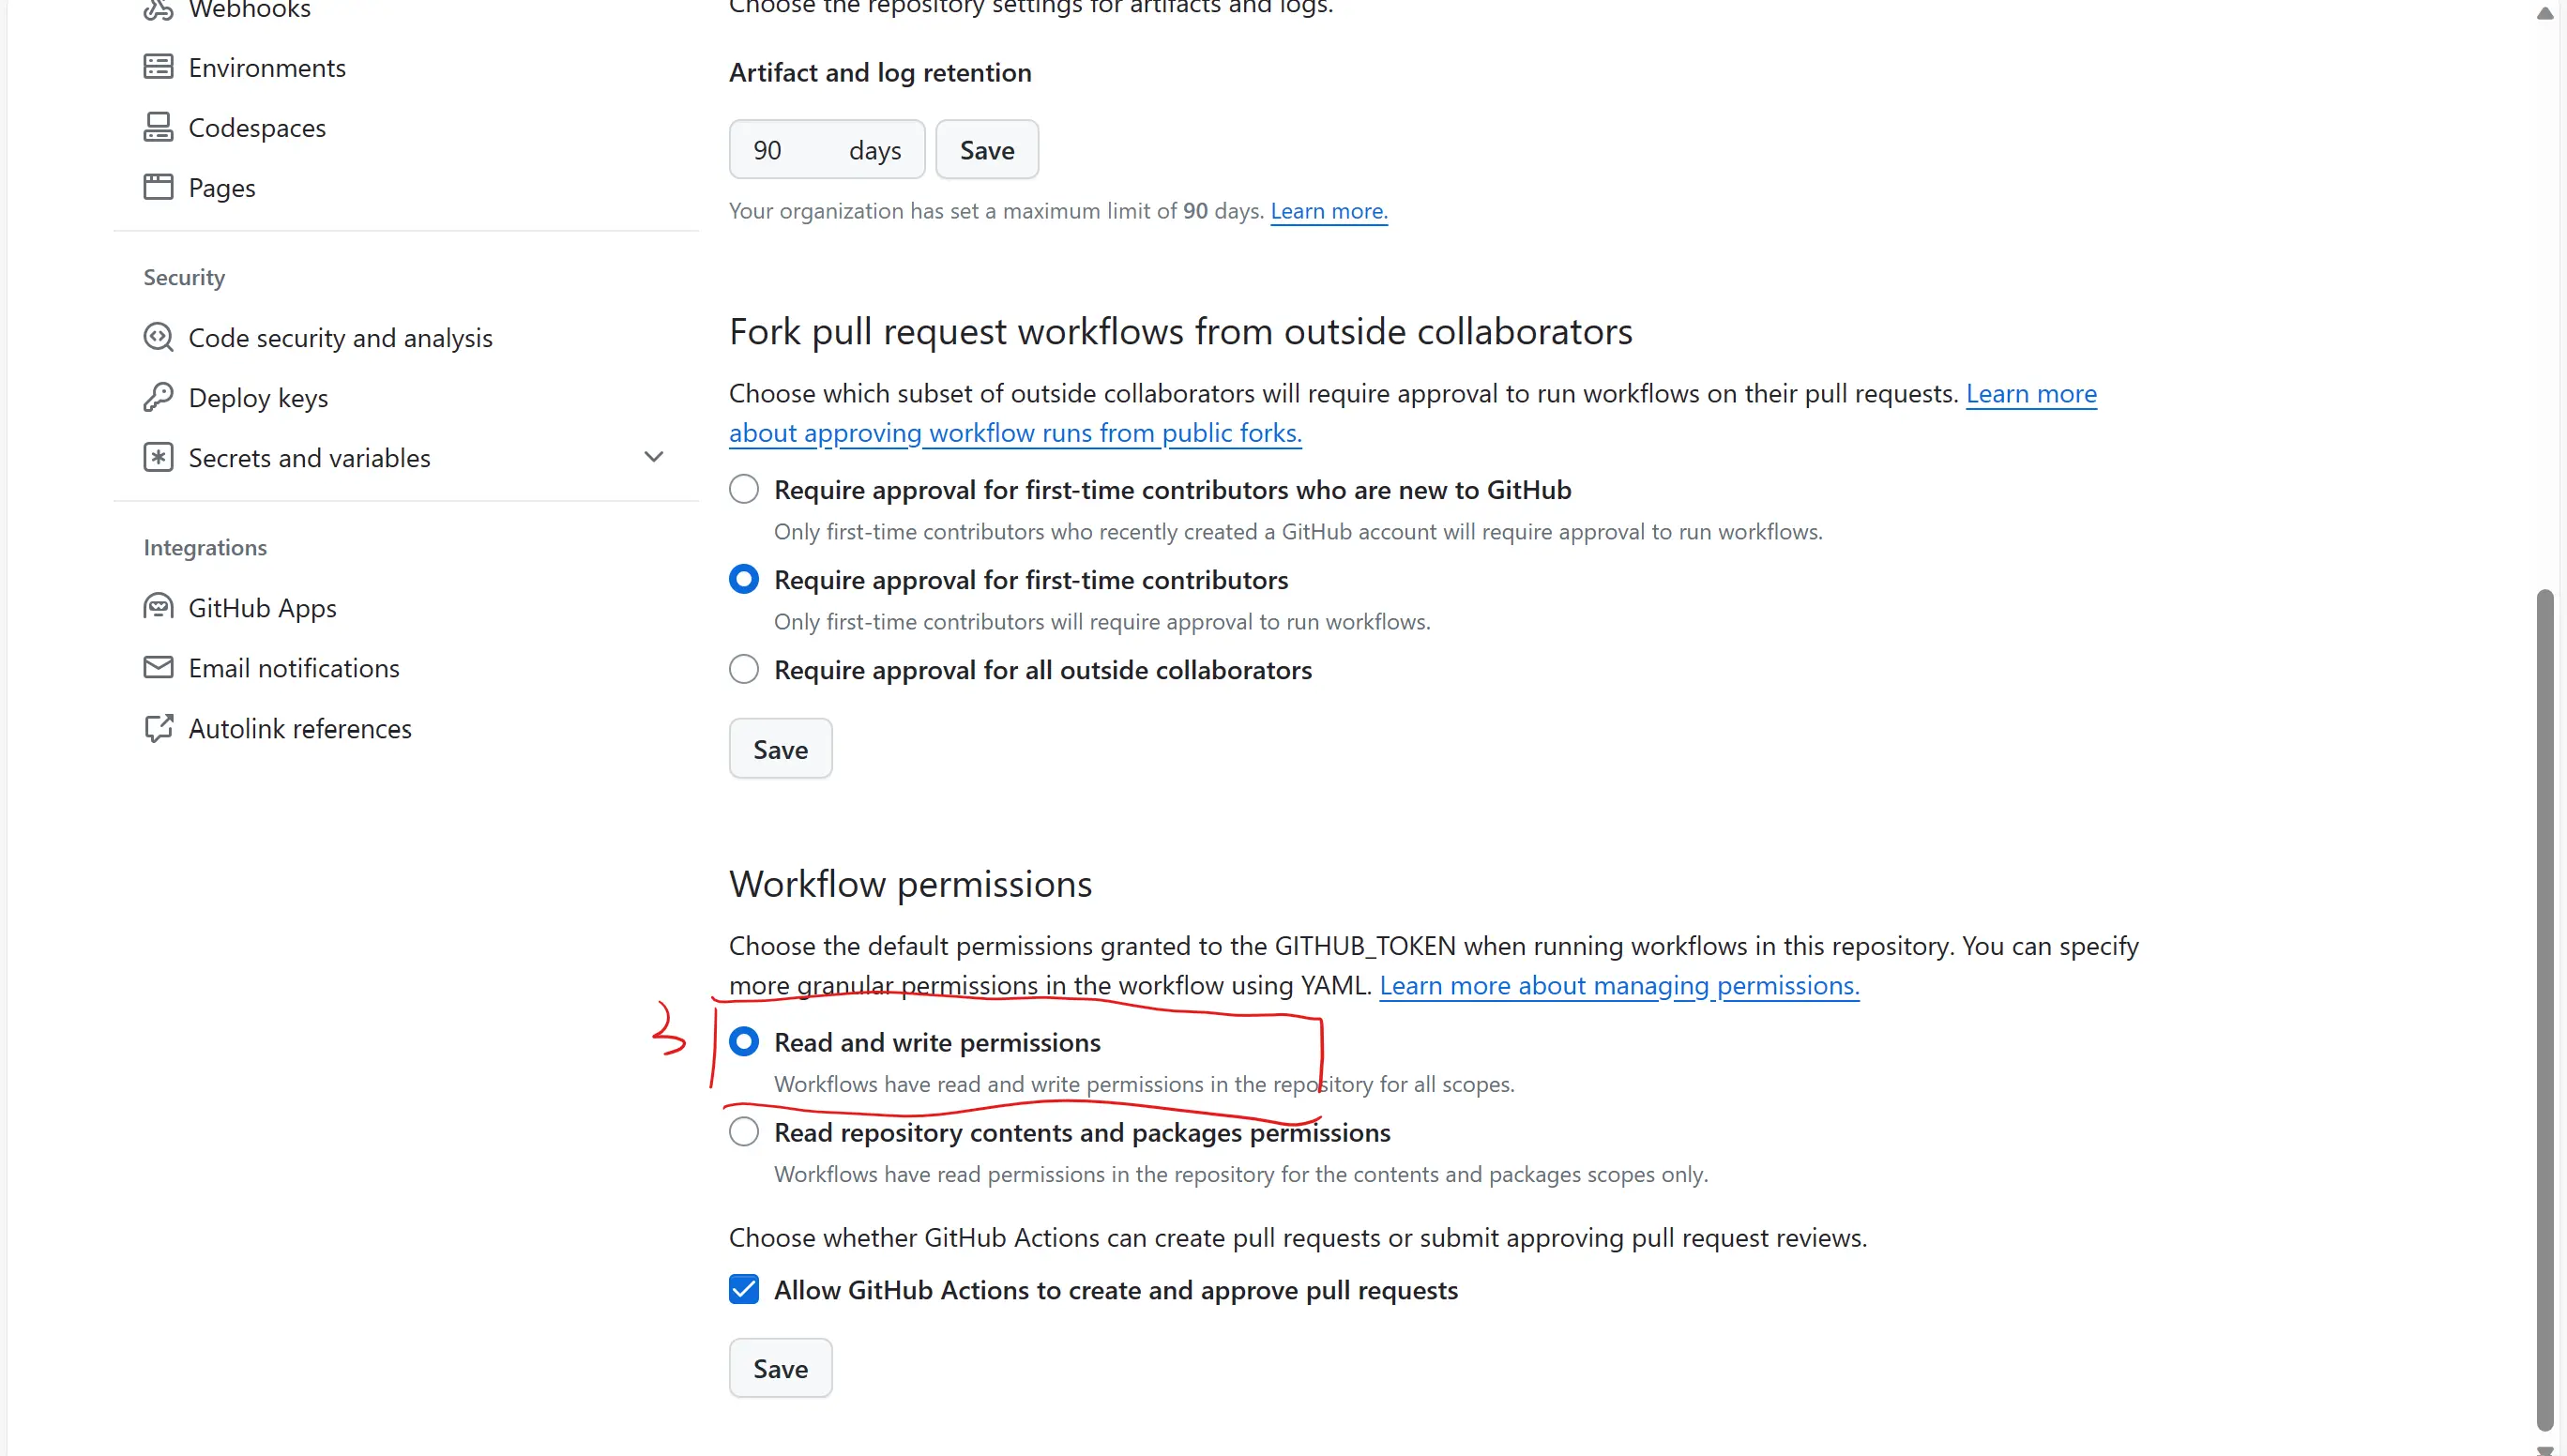 Webhooks
Environments
Codespaces
Pages
Security
Code security and analysis
Deploy keys
Secrets and variables
Integrations
GitHub Apps
Email notifications
Autolink references
Choose the repository settings for artifacts and logs.
Artifact and log retention
90 days Save
Your organization has set a maximum limit of 90 days. Learn more.
Fork pull request workflows from outside collaborators
Choose which subset of outside collaborators will require approval to run workflows on their pull requests. Learn more
about approving workflow runs from public forks.
Require approval for first-time contributors who are new to GitHub
Only first-time contributors who recently created a GitHub account will require approval to run workflows.
Require approval for first-time contributors
Only first-time contributors will require approval to run workflows.
Require approval for all outside collaborators
Save
Workflow permissions
Choose the default permissions granted to the GITHUB_TOKEN when running workflows in this repository. You can specify
more granular permissions in the workflow using YAML. Learn more about managing permissions.
3
Read and write permissions
Workflows have read and write permissions in the repository for all scopes.
Read repository contents and packages permissions
Workflows have read permissions in the repository for the contents and packages scopes only.
Choose whether GitHub Actions can create pull requests or submit approving pull request reviews.
Allow GitHub Actions to create and approve pull requests
Save